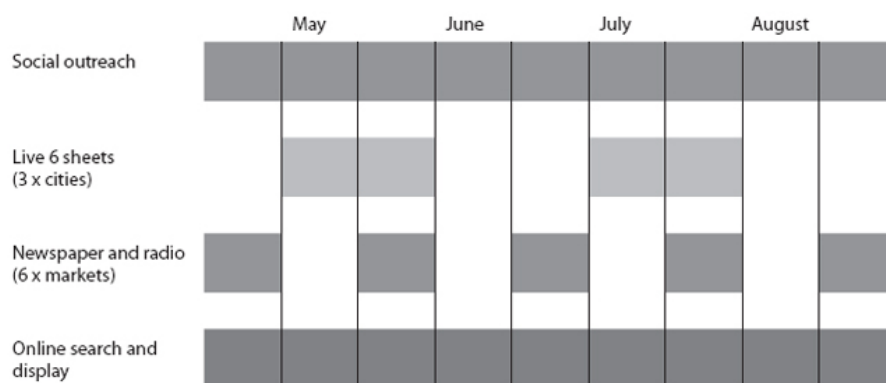 May June July August
Social outreach
Live 6 sheets
(3 x cities)
Newspaper and radio
(6 x markets)
Online search and
display